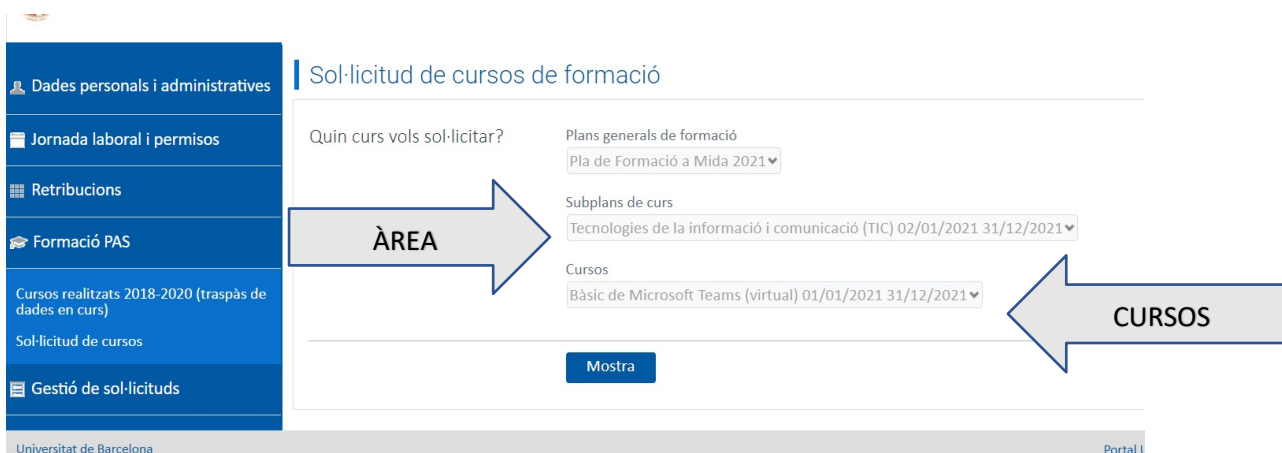 Dades personals i administratives
Jornada laboral i permisos
Retribucions
Formació PAS
Cursos realitzats 2018-2020 (traspàs de
dades en curs)
Sol·licitud de cursos
Gestió de sol·licituds
Sol·licitud de cursos de formació
Quin curs vols sol·licitar?
Plans generals de formació
Pla de Formació a Mida 2021
Subplans de curs
Tecnologies de la informació i comunicació (TIC) 02/01/2021 31/12/2021
Cursos
Bàsic de Microsoft Teams (virtual) 01/01/2021 31/12/2021
Mostra
ÀREA
CURSOS
Universitat de Barcelona
Portal